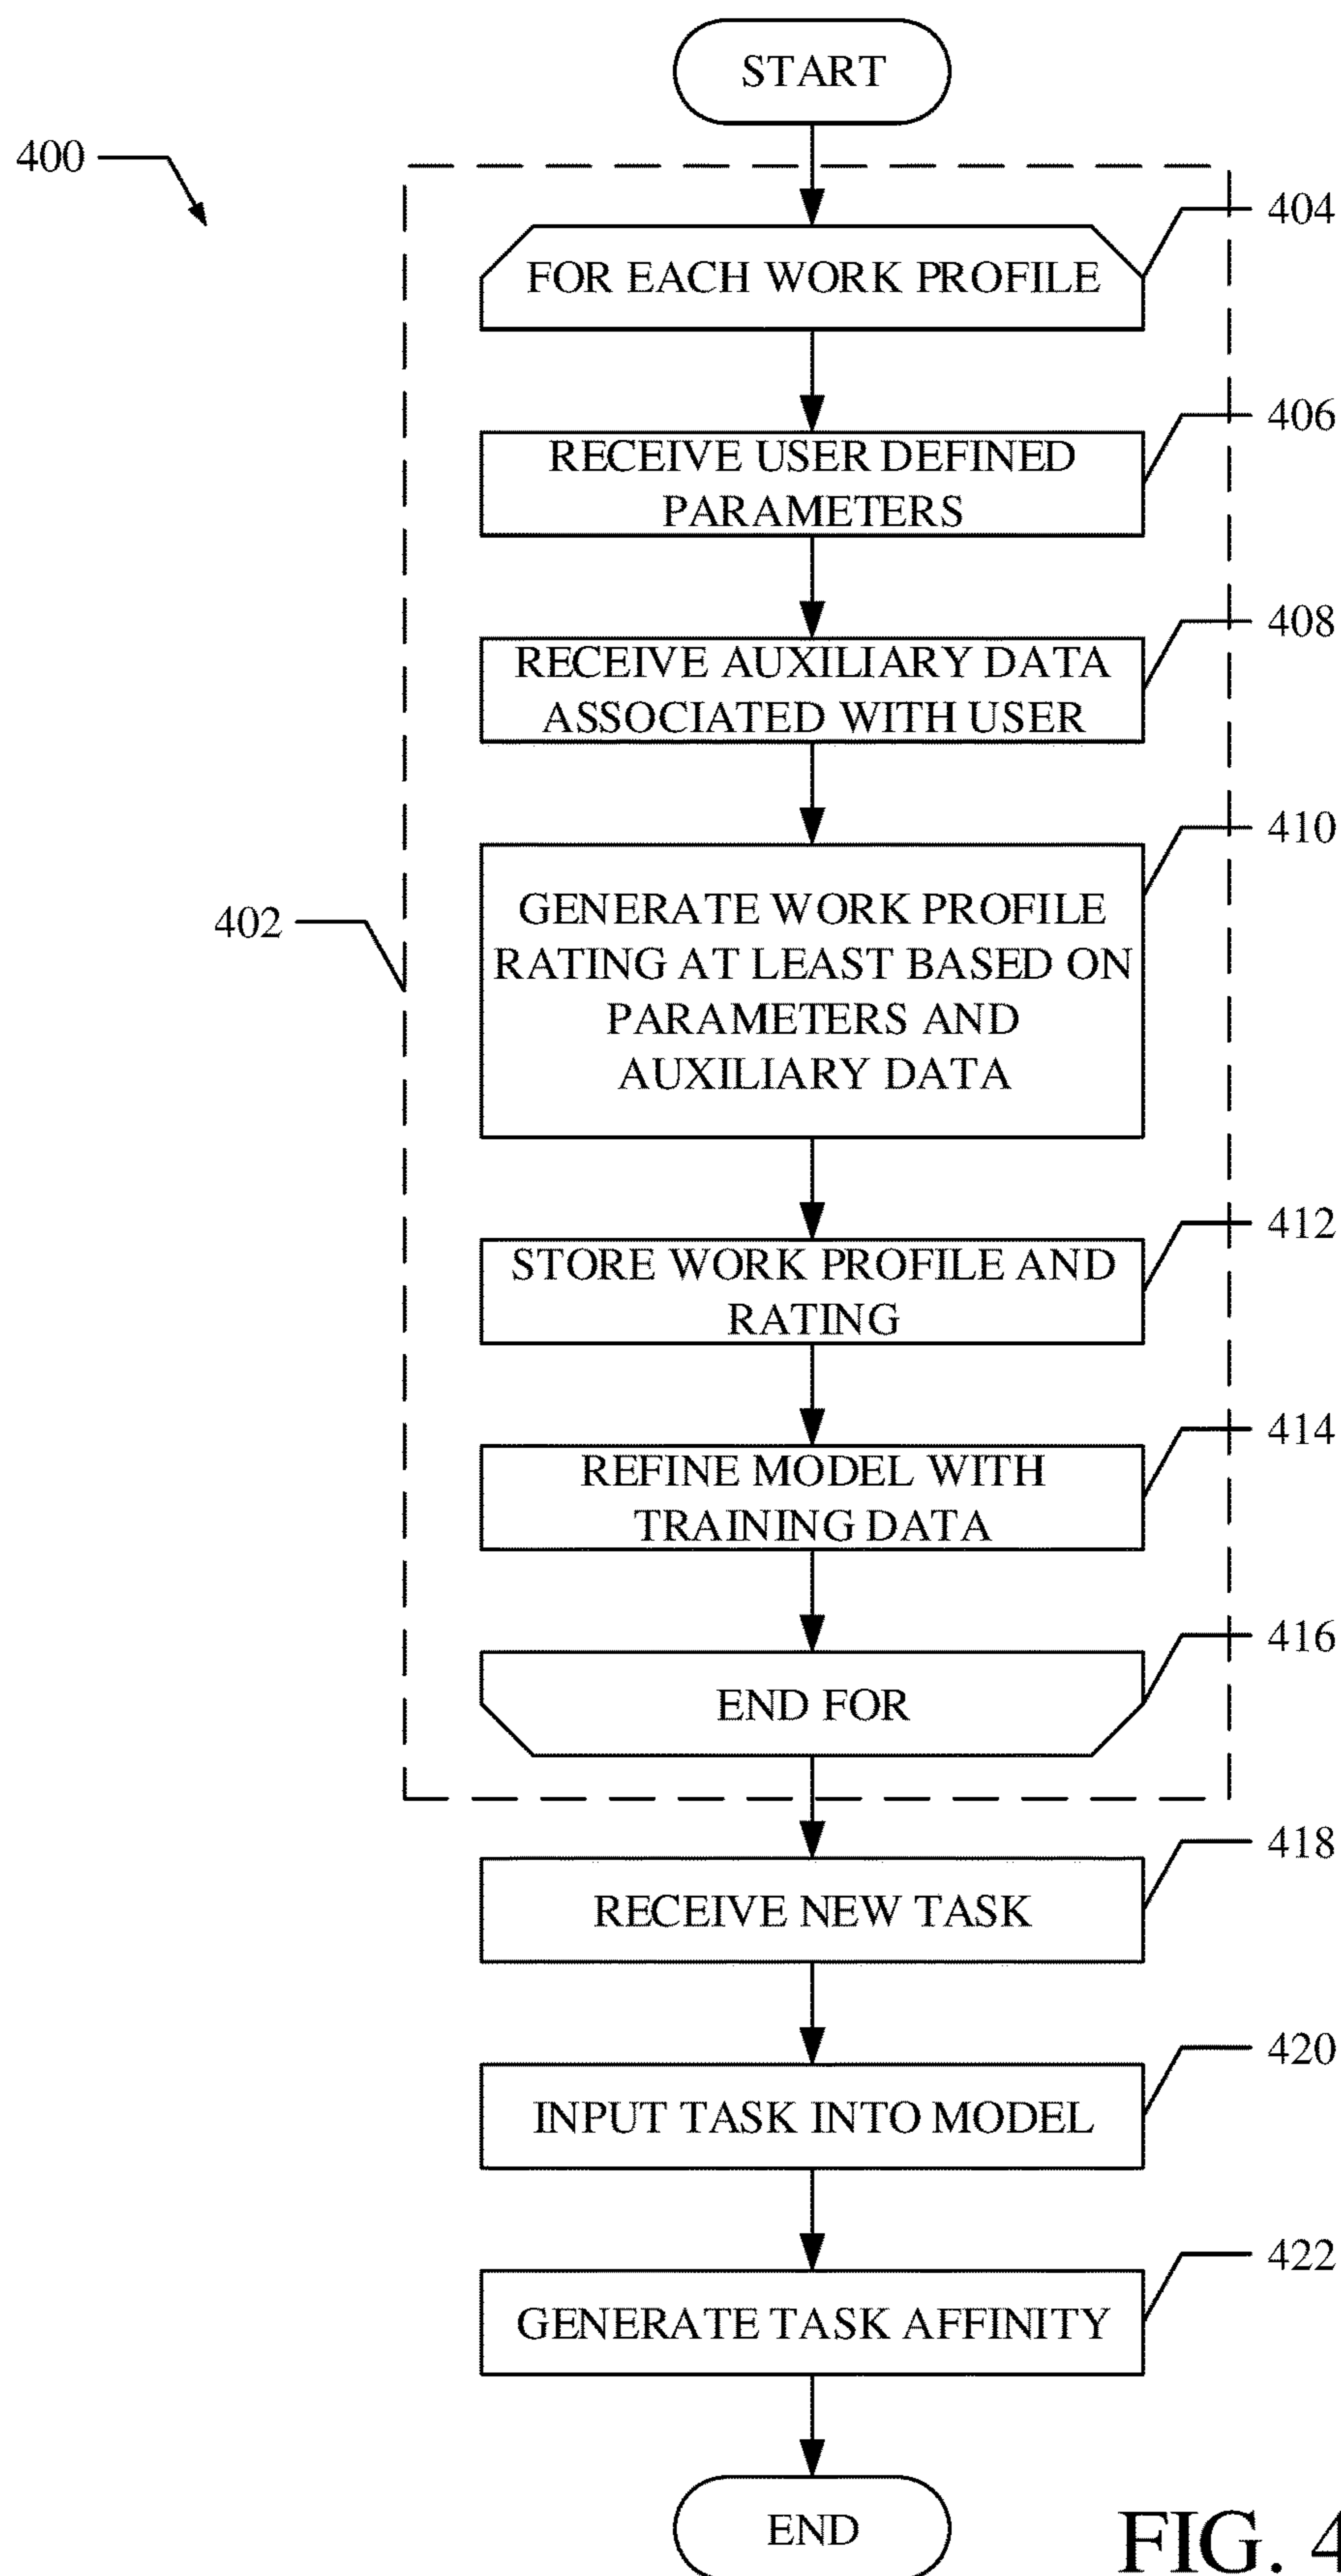 START
400
404
FOR EACH WORK PROFILE
406
RECEIVE USER DEFINED
PARAMETERS
408
RECEIVE AUXILIARY DATA
ASSOCIATED WITH USER
410
402
GENERATE WORK PROFILE
RATING AT LEAST BASED ON
PARAMETERS AND
AUXILIARY DATA
412
STORE WORK PROFILE AND
RATING
414
REFINE MODEL WITH
TRAINING DATA
416
END FOR
418
RECEIVE NEW TASK
420
INPUT TASK INTO MODEL
422
GENERATE TASK AFFINITY
END
FIG. 4